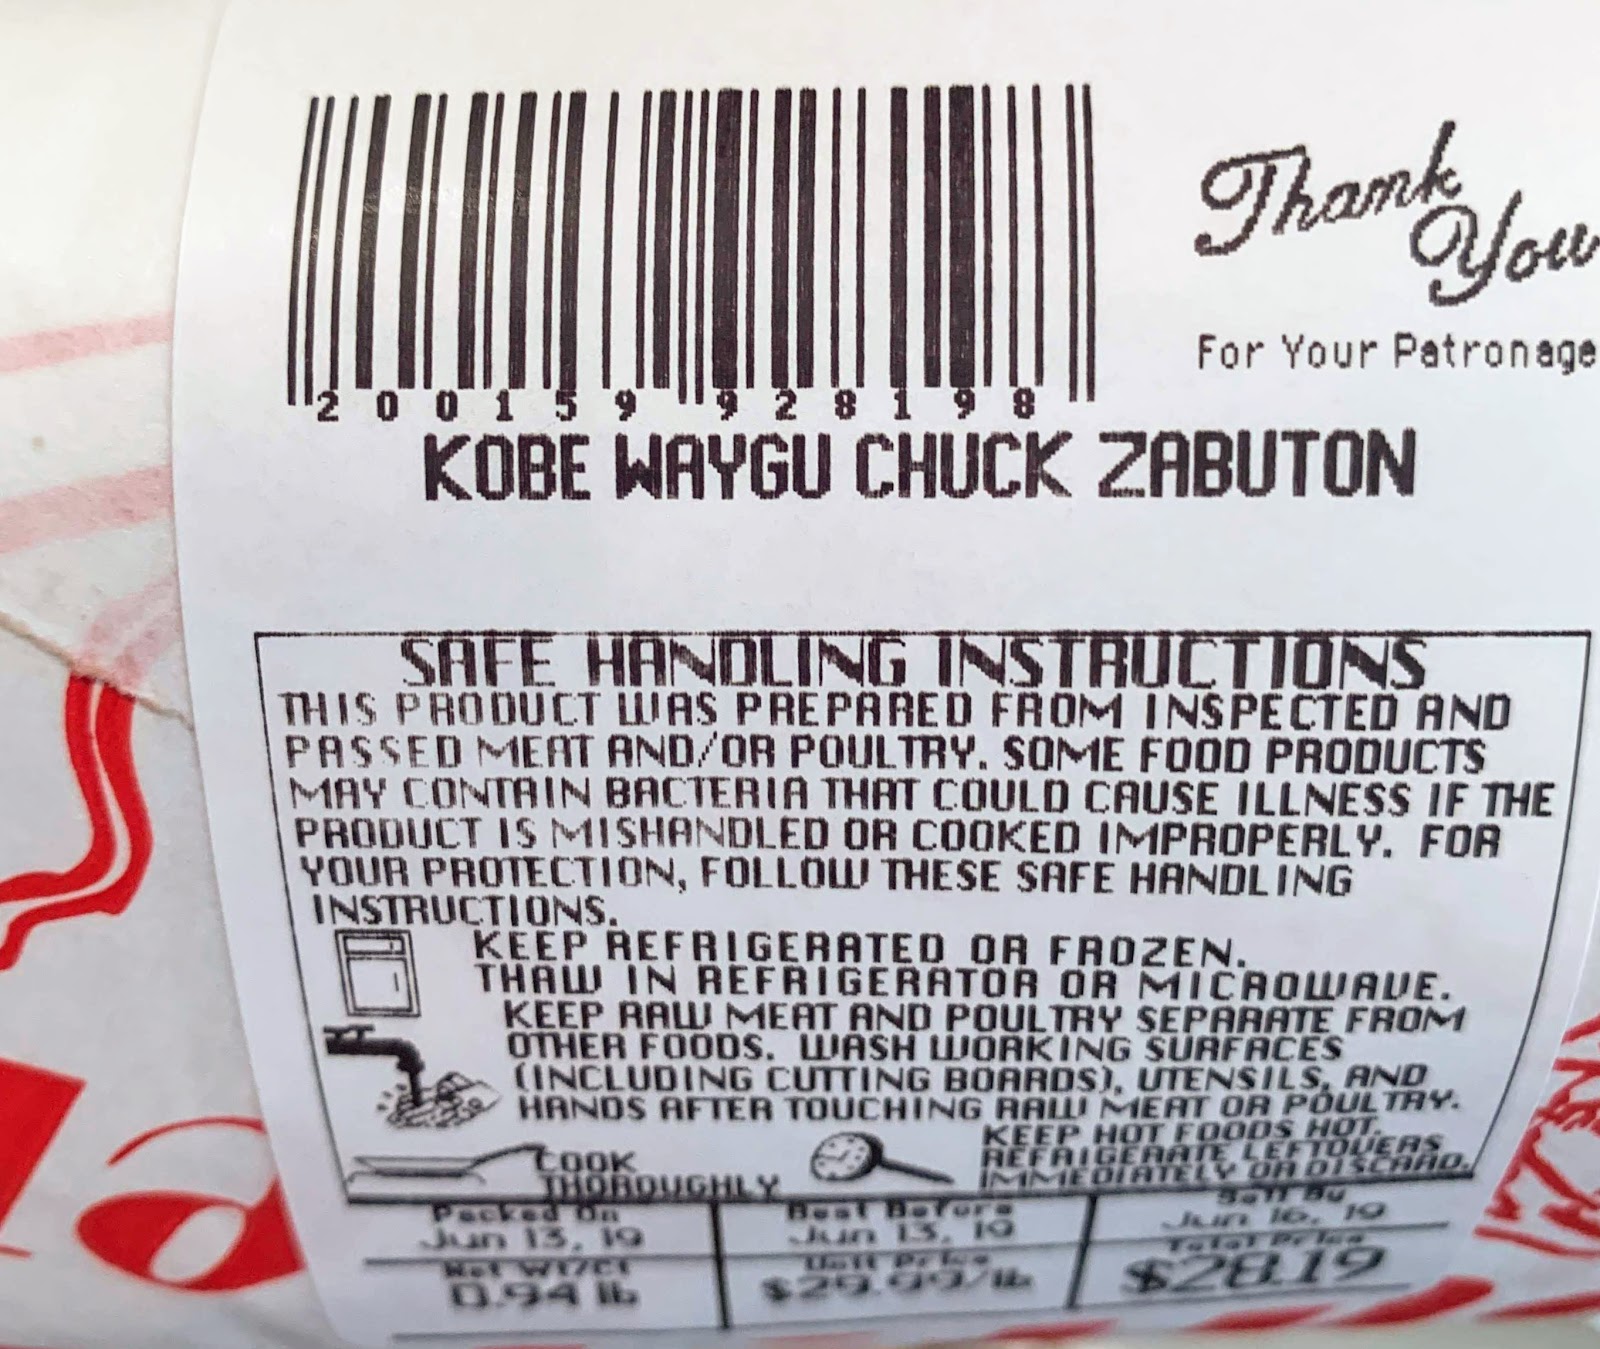 Thank
You
For Your Patronage
2 0 0 1 5 9 9 2 8 1 9 8
KOBE WAYGU CHUCK ZABUTON
SAFE HANDLING INSTRUCTIONS
THIS PRODUCT WAS PREPARED FROM INSPECTED AND
PASSED MEAT AND/OR POULTRY. SOME FOOD PRODUCTS
MAY CONTAIN BACTERIA THAT COULD CAUSE ILLNESS IF THE
PRODUCT IS MISHANDLED OR COOKED IMPROPERLY. FOR
YOUR PROTECTION, FOLLOW THESE SAFE HANDLING
INSTRUCTIONS.
KEEP REFRIGERATED OR FROZEN.
THAW IN REFRIGERATOR OR MICROWAVE.
KEEP RAW MEAT AND POULTRY SEPARATE FROM
OTHER FOODS. WASH WORKING SURFACES
(INCLUDING CUTTING BOARDS), UTENSILS, AND
HANDS AFTER TOUCHING RAW MEAT OR POULTRY.
COOK
THOROUGHLY
KEEP HOT FOODS HOT.
REFRIGERATE LEFTOVERS
IMMEDIATELY OR DISCARD.
Packed On
Jun 13, 19
Best Before
Jun 13, 19
Sell By
Jun 16, 19
Net Wt/Ct
0.94 lb
Unit Price
$29.99/lb
Total Price
$28.19